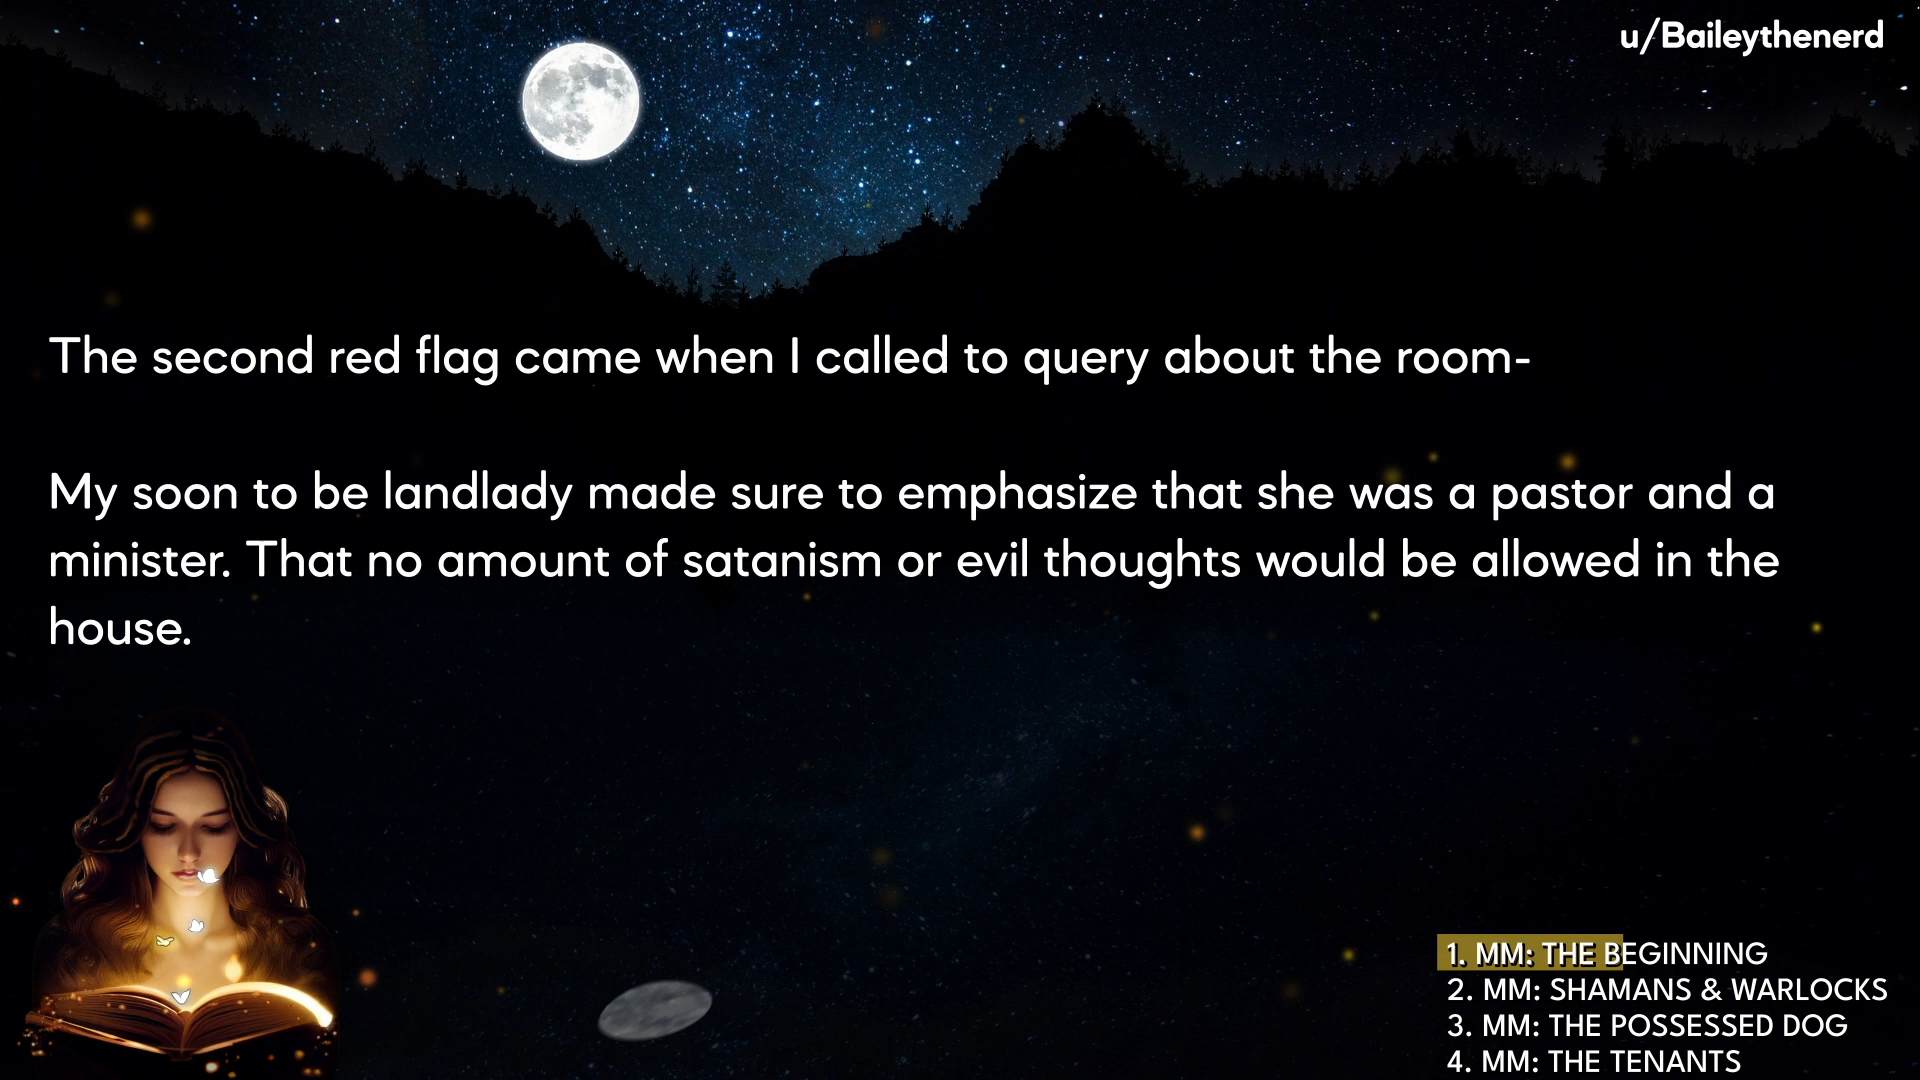 u/Baileythenerd
The second red flag came when I called to query about the room-
My soon to be landlady made sure to emphasize that she was a pastor and a
minister. That no amount of satanism or evil thoughts would be allowed in the
house.
1. MM: THE BEGINNING
2. MM: SHAMANS & WARLOCKS
3. MM: THE POSSESSED DOG
4. MM: THE TENANTS